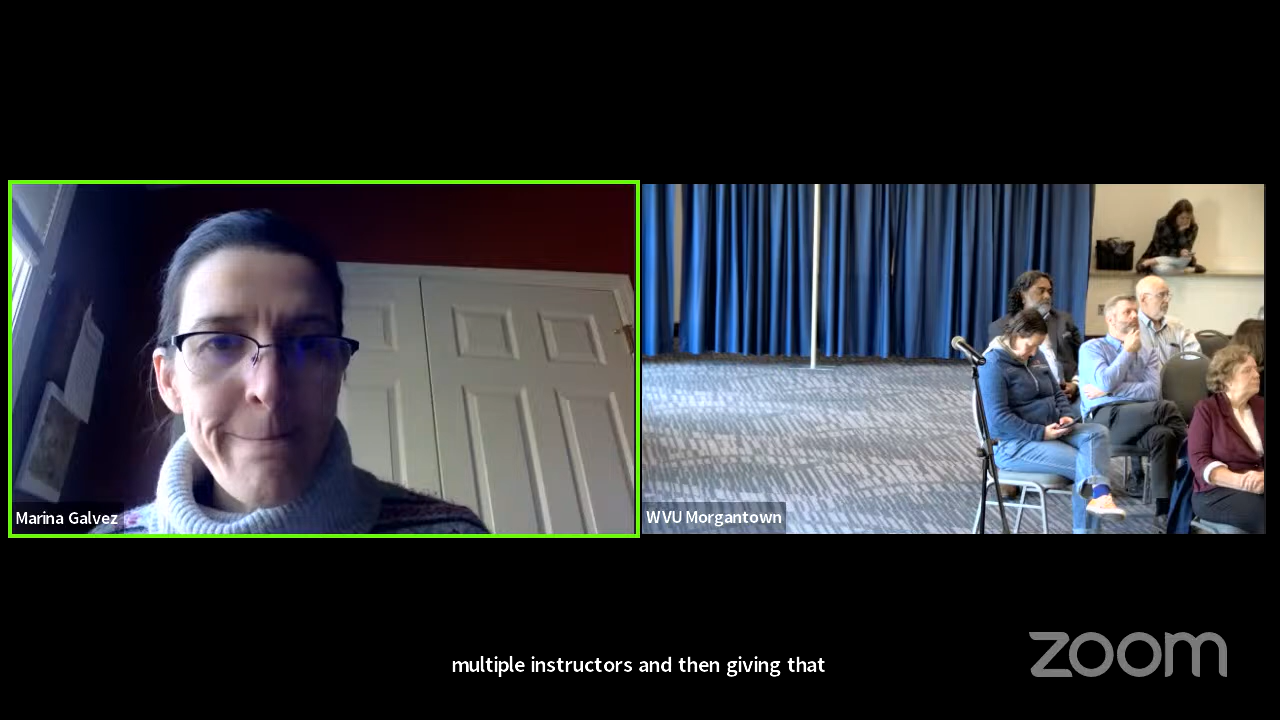 Marina Galvez
WVU Morgantown
multiple instructors and then giving that
zoom